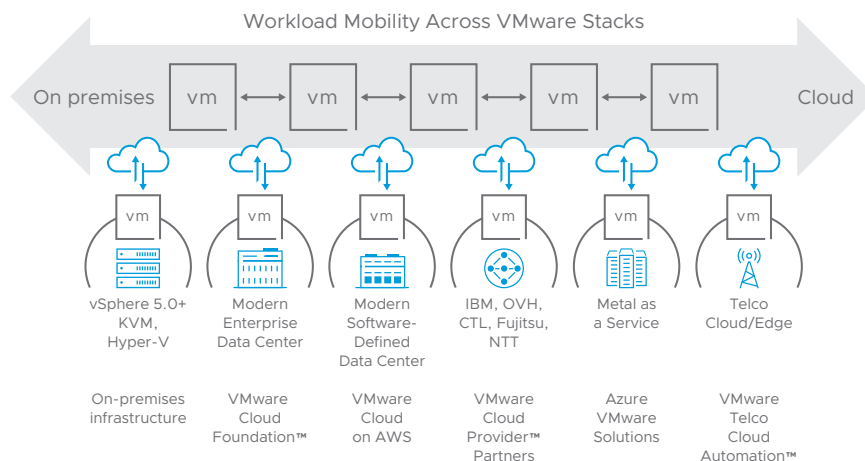 Workload Mobility Across VMware Stacks
On premises
vm
vm
vm
vm
vm
Cloud
vm
vm
vm
vm
vm
vm
vSphere 5.0+
KVM,
Hyper-V
Modern
Enterprise
Data Center
Modern
Software-
Defined
Data Center
IBM, OVH,
CTL, Fujitsu,
NTT
Metal as
a Service
Telco
Cloud/Edge
On-premises
infrastructure
VMware
Cloud
Foundation™
VMware
Cloud
on AWS
VMware
Cloud
Provider™
Partners
Azure
VMware
Solutions
VMware
Telco
Cloud
Automation™